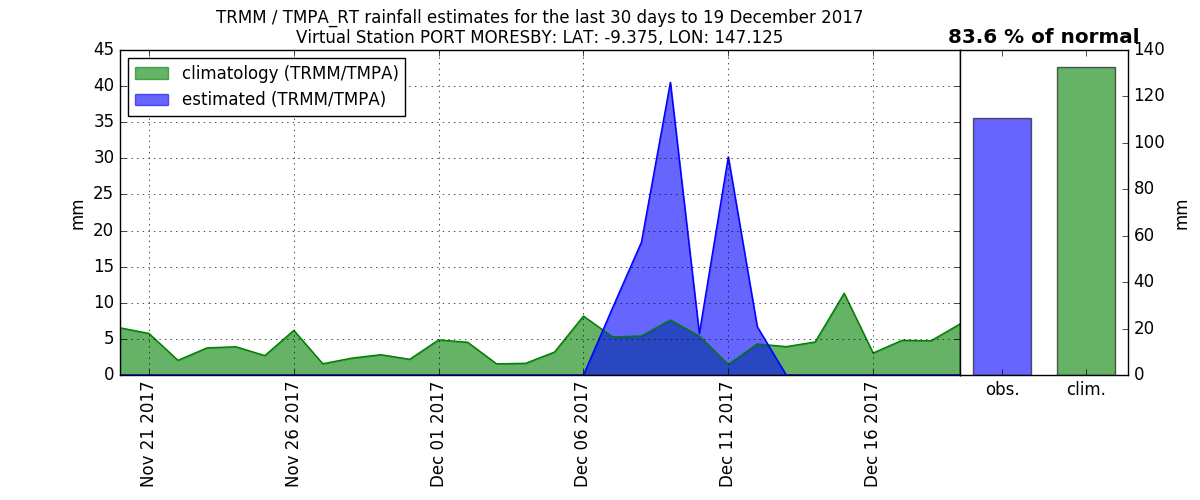 TRMM / TMPA_RT rainfall estimates for the last 30 days to 19 December 2017
Virtual Station PORT MORESBY: LAT: -9.375, LON: 147.125
83.6 % of normal
climatology (TRMM/TMPA)
estimated (TRMM/TMPA)
mm
45
40
35
30
25
20
15
10
5
0
Nov 21 2017
Nov 26 2017
Dec 01 2017
Dec 06 2017
Dec 11 2017
Dec 16 2017
obs.
clim.
140
120
100
80
60
40
20
0
mm